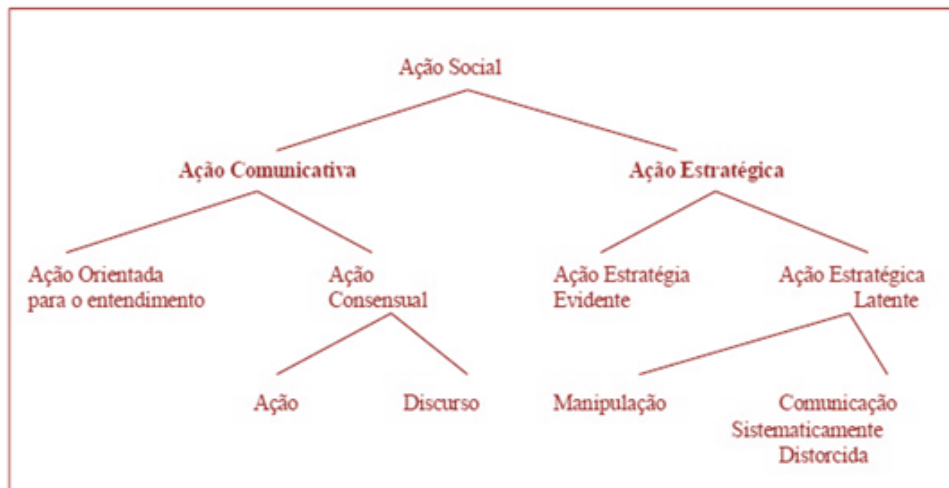 Ação Social
Ação Comunicativa
Ação Estratégica
Ação Orientada
para o entendimento
Ação
Consensual
Ação Estratégia
Evidente
Ação Estratégica
Latente
Ação
Discurso
Manipulação
Comunicação
Sistematicamente
Distorcida